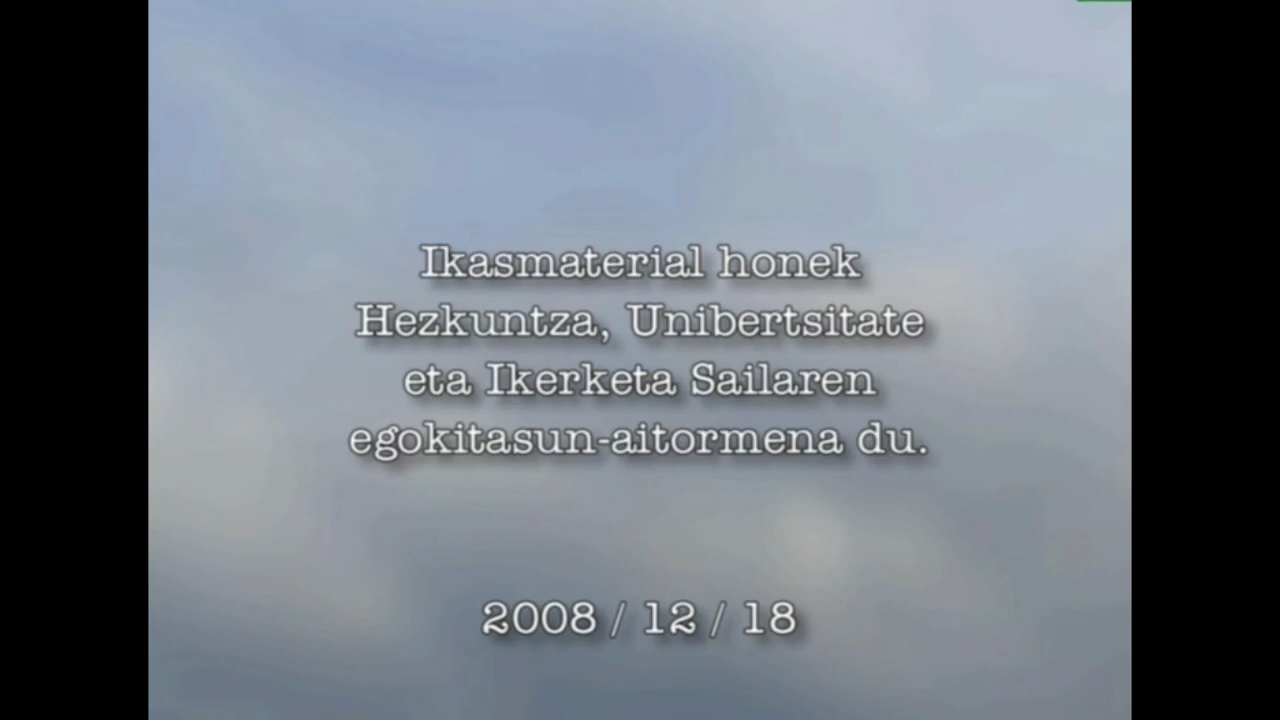 Ikasmaterial honek
Hezkuntza, Unibertsitate
eta Ikerketa Sailaren
egokitasun-aitormena du.
2008 / 12 / 18